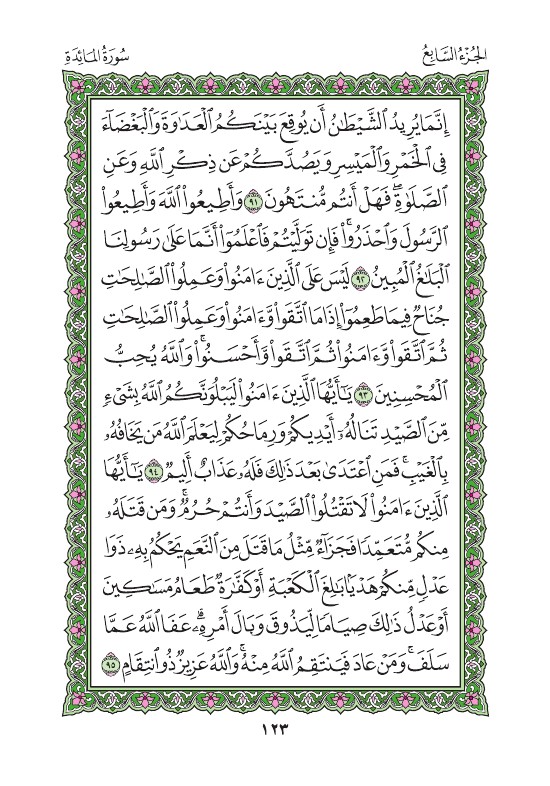 الجُزْءُ السَّابِعُ
سُورَةُ المَائِدَةِ
إِنَّمَا يُرِيدُ ٱلشَّيْطَٰنُ أَن يُوقِعَ بَيْنَكُمُ ٱلْعَدَٰوَةَ وَٱلْبَغْضَآءَ
فِي ٱلْخَمْرِ وَٱلْمَيْسِرِ وَيَصُدَّكُمْ عَن ذِكْرِ ٱللَّهِ وَعَنِ
ٱلصَّلَوٰةِۖ فَهَلْ أَنتُم مُّنتَهُونَ ٩١ وَأَطِيعُوا۟ ٱللَّهَ وَأَطِيعُوا۟
ٱلرَّسُولَ وَٱحْذَرُوا۟ۚ فَإِن تَوَلَّيْتُمْ فَٱعْلَمُوٓا۟ أَنَّمَا عَلَىٰ رَسُولِنَا
ٱلْبَلَٰغُ ٱلْمُبِينُ ٩٢ لَيْسَ عَلَى ٱلَّذِينَ ءَامَنُوا۟ وَعَمِلُوا۟ ٱلصَّٰلِحَٰتِ
جُنَاحٌ فِيمَا طَعِمُوٓا۟ إِذَا مَا ٱتَّقَوا۟ وَّءَامَنُوا۟ وَعَمِلُوا۟ ٱلصَّٰلِحَٰتِ
ثُمَّ ٱتَّقَوا۟ وَّءَامَنُوا۟ ثُمَّ ٱتَّقَوا۟ وَّأَحْسَنُوا۟ۚ وَٱللَّهُ يُحِبُّ
ٱلْمُحْسِنِينَ ٩٣ يَٰٓأَيُّهَا ٱلَّذِينَ ءَامَنُوا۟ لَيَبْلُوَنَّكُمُ ٱللَّهُ بِشَىْءٍ
مِّنَ ٱلصَّيْدِ تَنَالُهُۥٓ أَيْدِيكُمْ وَرِمَاحُكُمْ لِيَعْلَمَ ٱللَّهُ مَن يَخَافُهُۥ
بِٱلْغَيْبِۚ فَمَنِ ٱعْتَدَىٰ بَعْدَ ذَٰلِكَ فَلَهُۥ عَذَابٌ أَلِيمٌ ٩٤ يَٰٓأَيُّهَا
ٱلَّذِينَ ءَامَنُوا۟ لَا تَقْتُلُوا۟ ٱلصَّيْدَ وَأَنتُمْ حُرُمٌۚ وَمَن قَتَلَهُۥ
مِنكُم مُّتَعَمِّدًا فَجَزَآءٌ مِّثْلُ مَا قَتَلَ مِنَ ٱلنَّعَمِ يَحْكُمُ بِهِۦ ذَوَا
عَدْلٍ مِّنكُمْ هَدْيًۢا بَٰلِغَ ٱلْكَعْبَةِ أَوْ كَفَّٰرَةٌ طَعَامُ مَسَٰكِينَ
أَوْ عَدْلُ ذَٰلِكَ صِيَامًا لِّيَذُوقَ وَبَالَ أَمْرِهِۦۗ عَفَا ٱللَّهُ عَمَّا
سَلَفَۚ وَمَنْ عَادَ فَيَنتَقِمُ ٱللَّهُ مِنْهُۚ وَٱللَّهُ عَزِيزٌ ذُو ٱنتِقَامٍ ٩٥
١٢٣